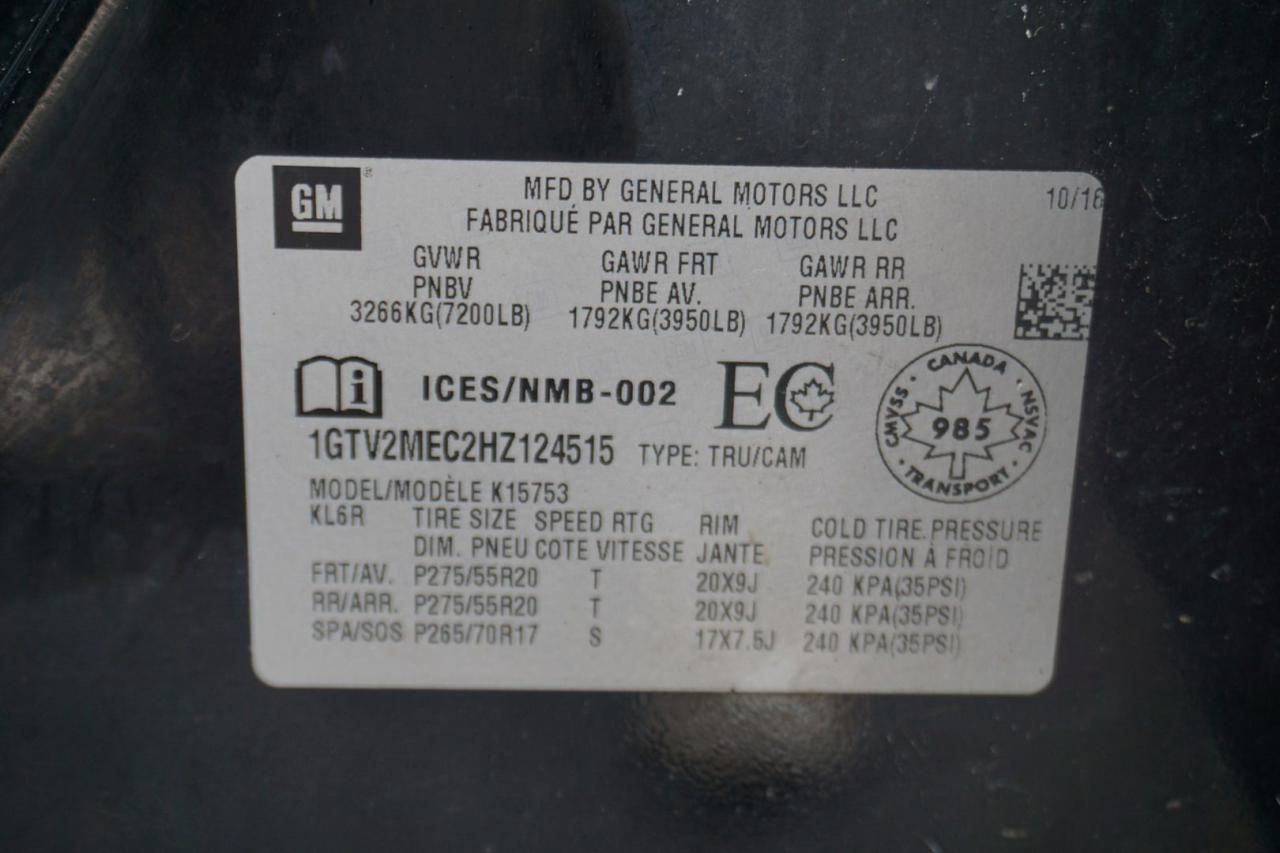 GM
MFD BY GENERAL MOTORS LLC
10/16
FABRIQUÉ PAR GENERAL MOTORS LLC
GVWR GAWR FRT GAWR RR
PNBV PNBE AV. PNBE ARR.
3266KG(7200LB) 1792KG(3950LB) 1792KG(3950LB)
i ICES/NMB-002 EC
CANADA
CMVSS 985 NSVAC
TRANSPORT
1GTV2MEC2HZ124515 TYPE: TRU/CAM
MODEL/MODÈLE K15753
KL6R TIRE SIZE SPEED RTG RIM COLD TIRE PRESSURE
DIM. PNEU COTE VITESSE JANTE PRESSION À FROID
FRT/AV. P275/55R20 T 20X9J 240 KPA(35PSI)
RR/ARR. P275/55R20 T 20X9J 240 KPA(35PSI)
SPA/SOS P265/70R17 S 17X7.5J 240 KPA(35PSI)